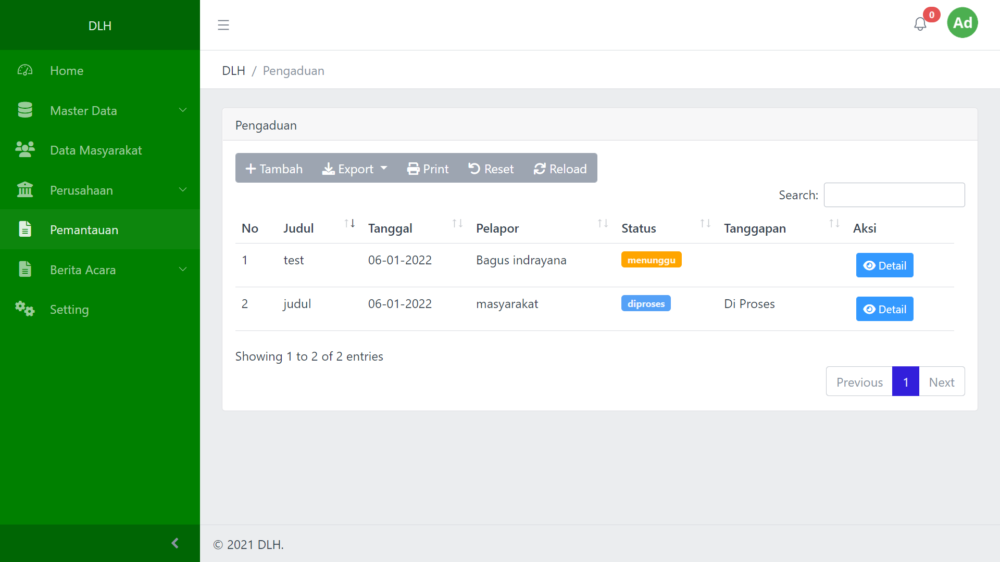 DLH
Home
Master Data
Data Masyarakat
Perusahaan
Pemantauan
Berita Acara
Setting
0
Ad
DLH / Pengaduan
Pengaduan
Tambah Export Print Reset Reload
Search:
No Judul Tanggal Pelapor Status Tanggapan Aksi
1 test 06-01-2022 Bagus indrayana menunggu Detail
2 judul 06-01-2022 masyarakat diproses Di Proses Detail
Showing 1 to 2 of 2 entries
Previous 1 Next
© 2021 DLH.